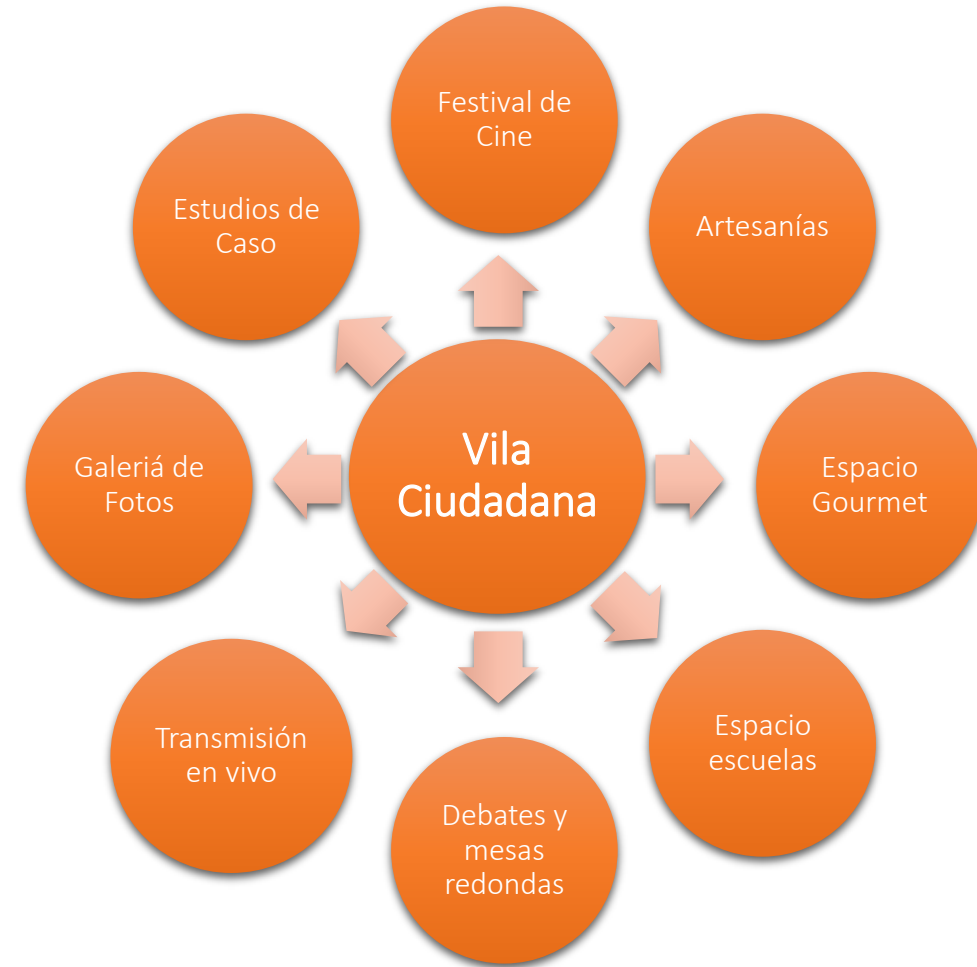 Festival de
Cine
Estudios de
Caso
Artesanías
Vila
Ciudadana
Galeriá de
Fotos
Espacio
Gourmet
Transmisión
en vivo
Espacio
escuelas
Debates y
mesas
redondas